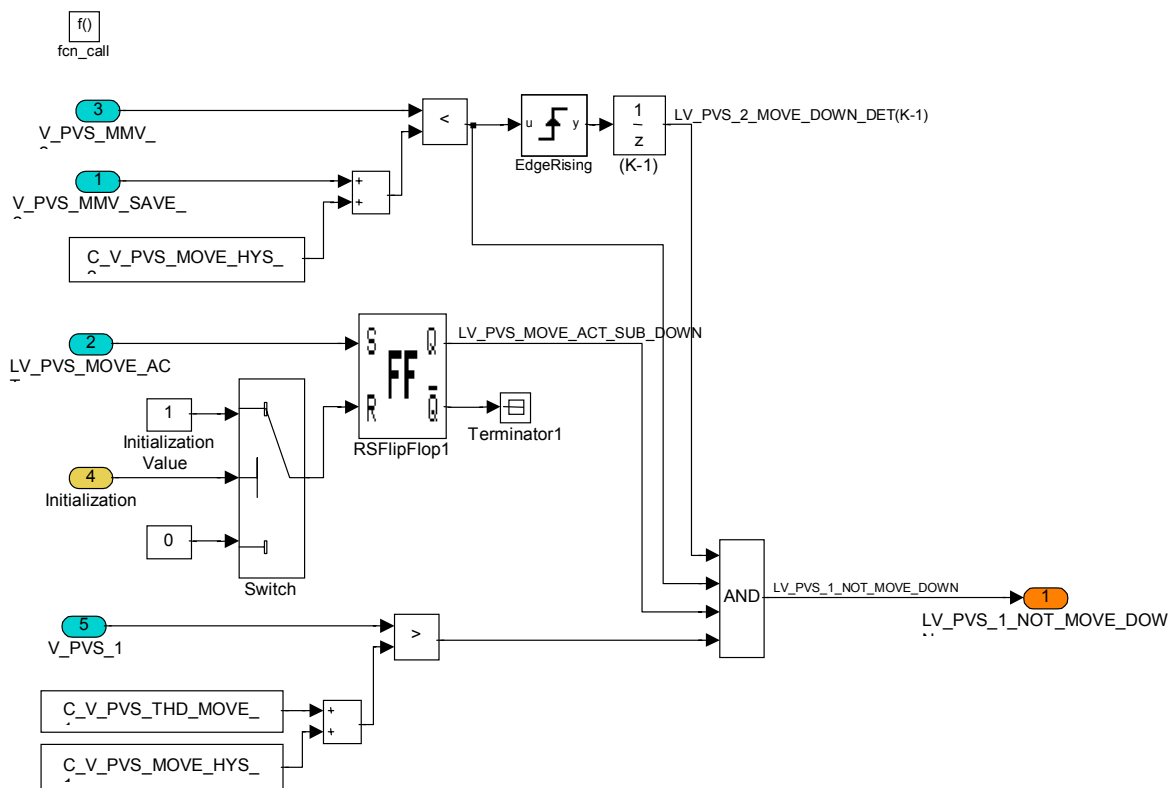 f()
fcn_call
3
V_PVS_MMV_
<
u
y
EdgeRising
1
z
(K-1)
LV_PVS_2_MOVE_DOWN_DET(K-1)
1
V_PVS_MMV_SAVE_
+
+
C_V_PVS_MOVE_HYS_
2
LV_PVS_MOVE_AC
S
Q
R
Q̅
FF
RSFlipFlop1
LV_PVS_MOVE_ACT_SUB_DOWN
Terminator1
1
Initialization
Value
4
Initialization
0
Switch
AND
LV_PVS_1_NOT_MOVE_DOWN
1
LV_PVS_1_NOT_MOVE_DOW
5
V_PVS_1
>
C_V_PVS_THD_MOVE_
+
+
C_V_PVS_MOVE_HYS_